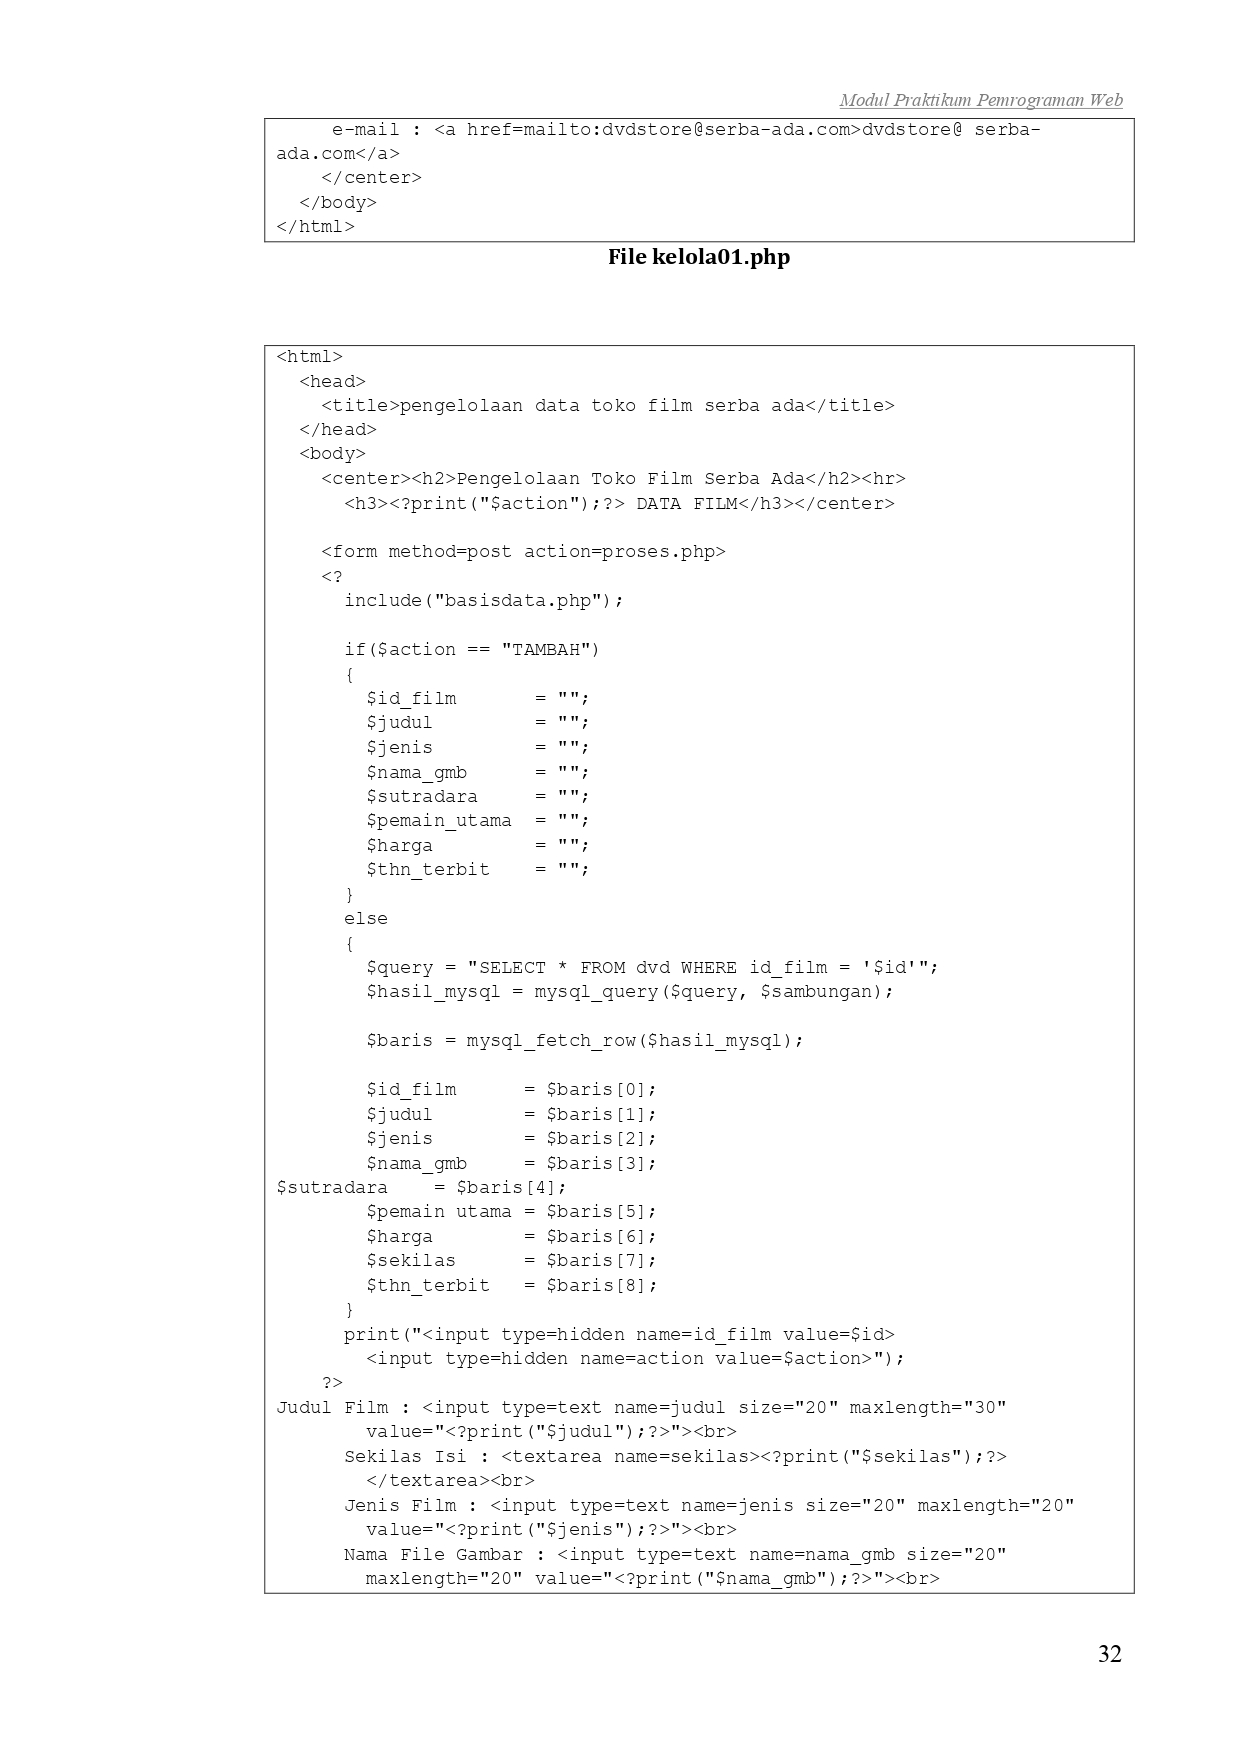 Modul Praktikum Pemrograman Web
e-mail : <a href=mailto:dvdstore@serba-ada.com>dvdstore@ serba-
ada.com</a>
</center>
</body>
</html>
File kelola01.php
<html>
<head>
<title>pengelolaan data toko film serba ada</title>
</head>
<body>
<center><h2>Pengelolaan Toko Film Serba Ada</h2><hr>
<h3><?print("$action");?> DATA FILM</h3></center>
<form method=post action=proses.php>
<?
include("basisdata.php");
if($action == "TAMBAH")
{
$id_film = "";
$judul = "";
$jenis = "";
$nama_gmb = "";
$sutradara = "";
$pemain_utama = "";
$harga = "";
$thn_terbit = "";
}
else
{
$query = "SELECT * FROM dvd WHERE id_film = '$id'";
$hasil_mysql = mysql_query($query, $sambungan);
$baris = mysql_fetch_row($hasil_mysql);
$id_film = $baris[0];
$judul = $baris[1];
$jenis = $baris[2];
$nama_gmb = $baris[3];
$sutradara = $baris[4];
$pemain utama = $baris[5];
$harga = $baris[6];
$sekilas = $baris[7];
$thn_terbit = $baris[8];
}
print("<input type=hidden name=id_film value=$id>
<input type=hidden name=action value=$action>");
?>
Judul Film : <input type=text name=judul size="20" maxlength="30"
value="<?print("$judul");?>"><br>
Sekilas Isi : <textarea name=sekilas><?print("$sekilas");?>
</textarea><br>
Jenis Film : <input type=text name=jenis size="20" maxlength="20"
value="<?print("$jenis");?>"><br>
Nama File Gambar : <input type=text name=nama_gmb size="20"
maxlength="20" value="<?print("$nama_gmb");?>"><br>
32